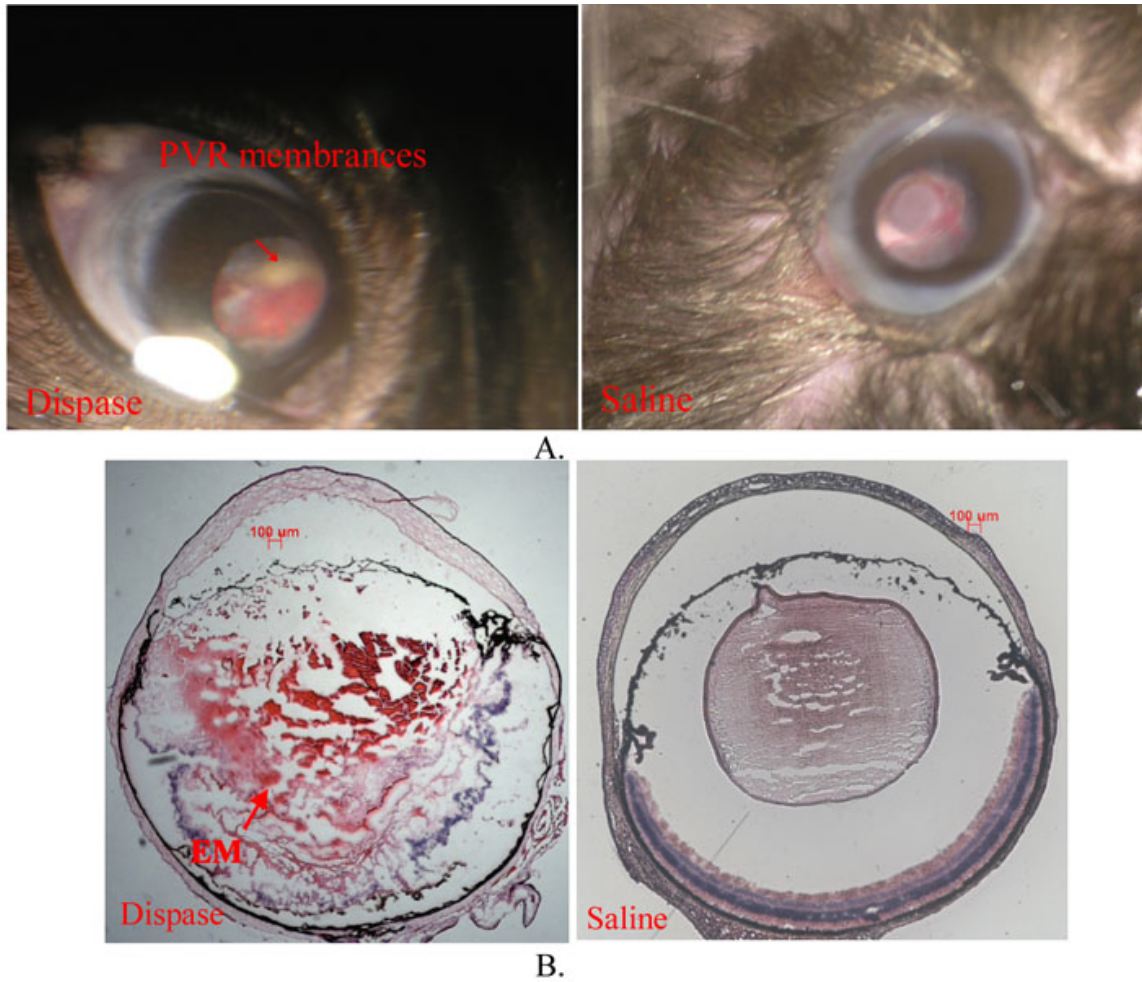 PVR membrances
Dispase
Saline
A.
100 µm
100 µm
EM
Dispase
Saline
B.